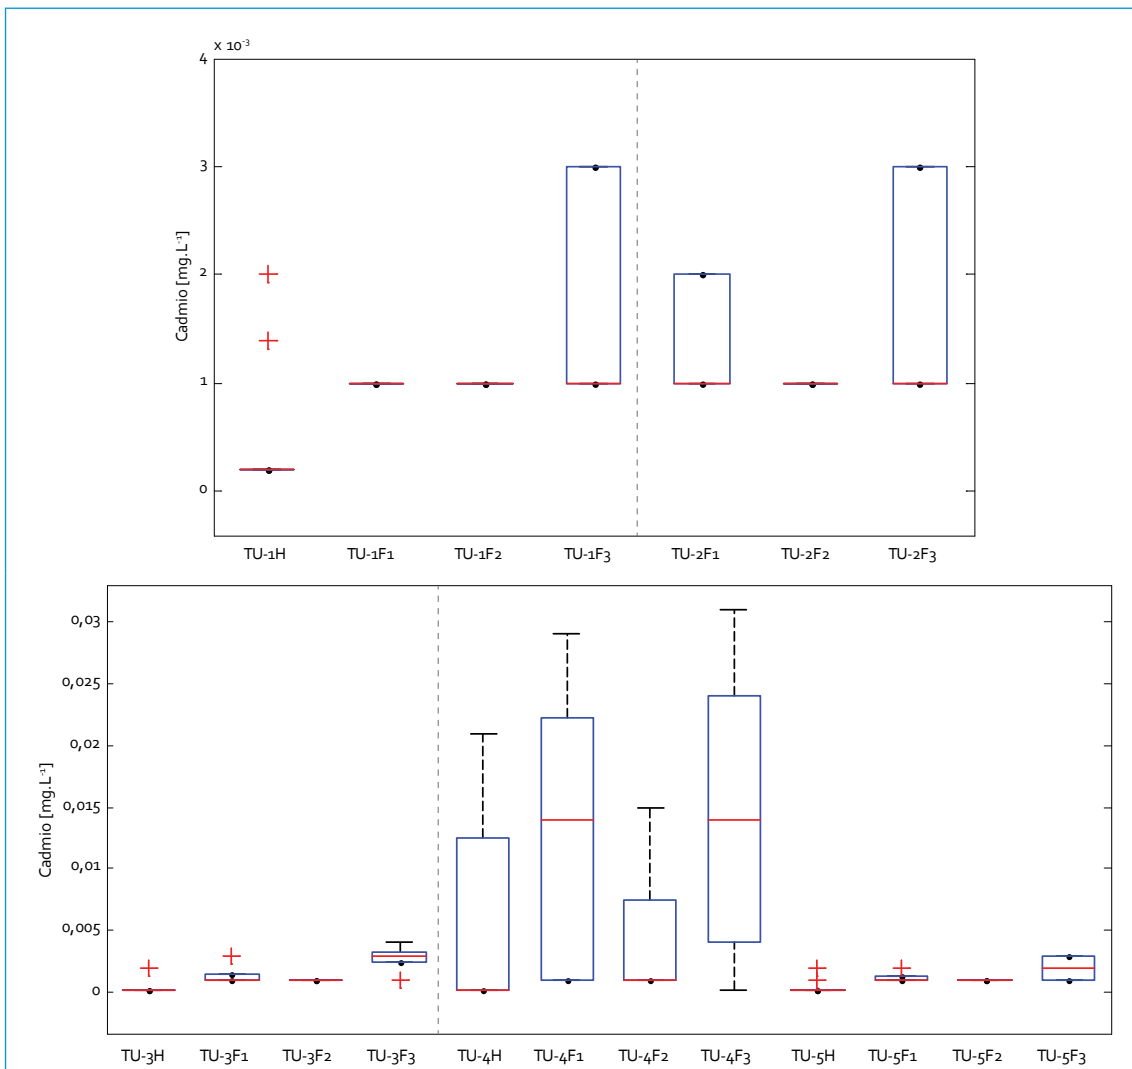 x 10⁻³
4
3
2
1
0
Cadmio [mg.L⁻¹]
TU-1H TU-1F1 TU-1F2 TU-1F3 TU-2F1 TU-2F2 TU-2F3
0,03
0,025
0,02
0,015
0,01
0,005
0
Cadmio [mg.L⁻¹]
TU-3H TU-3F1 TU-3F2 TU-3F3 TU-4H TU-4F1 TU-4F2 TU-4F3 TU-5H TU-5F1 TU-5F2 TU-5F3